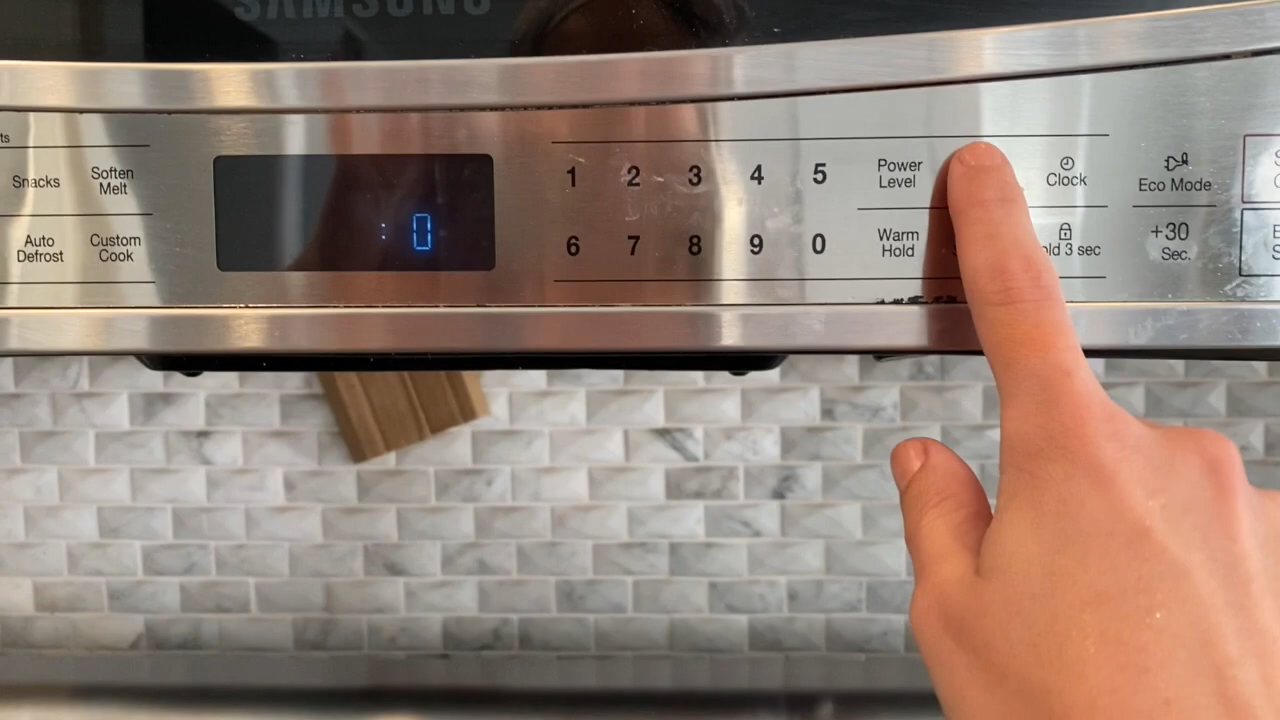 SAMSUNG
ts
Snacks
Soften
Melt
Auto
Defrost
Custom
Cook
: 0
1 2 3 4 5
6 7 8 9 0
Power
Level
Warm
Hold
Clock
old 3 sec
Eco Mode
+30
Sec.